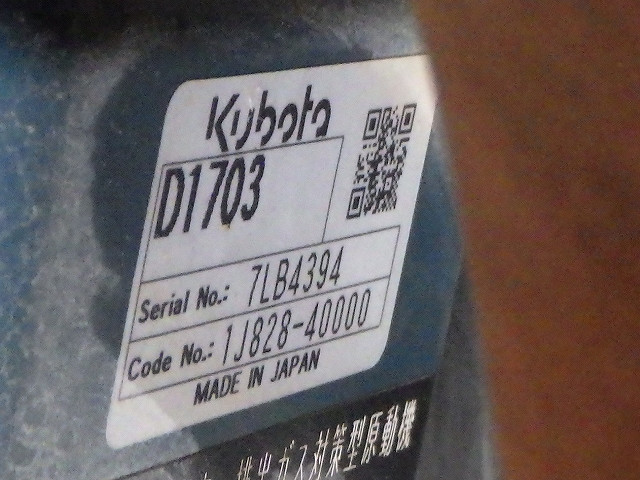 Kubota
D1703
Serial No.: 7LB4394
Code No.: 1J828-40000
MADE IN JAPAN
排出ガス対策型原動機